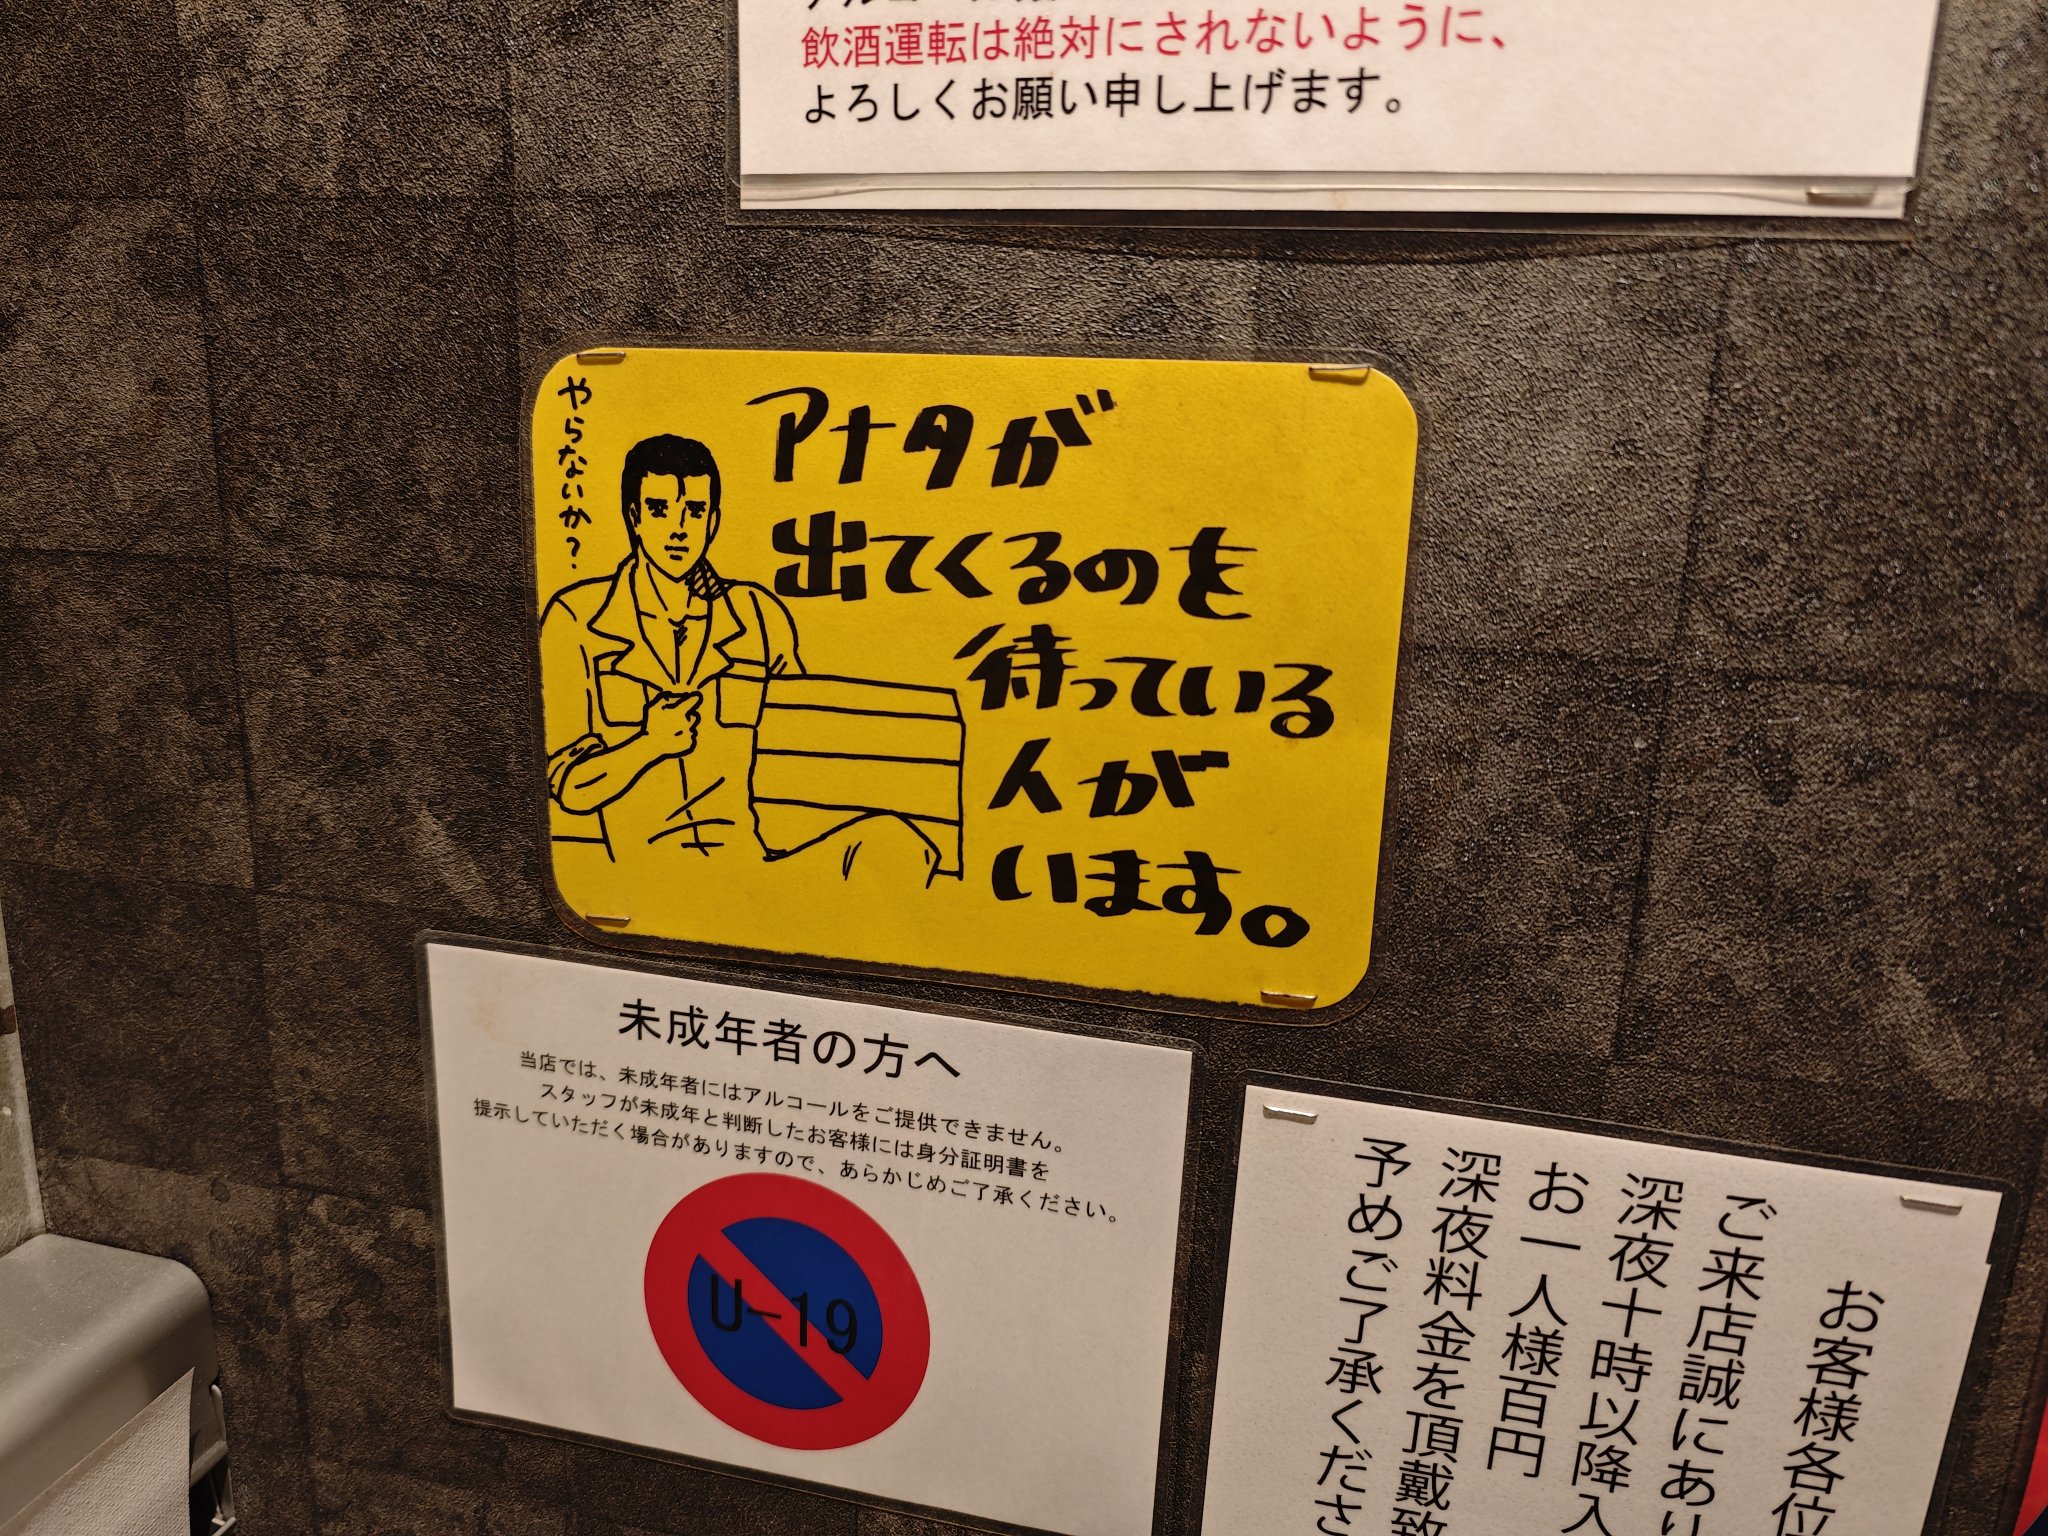 飲酒運転は絶対にされないように、
よろしくお願い申し上げます。
やらないか?
アナタが
出てくるのを
待っている
人が
います。
未成年者の方へ
当店では、未成年者にはアルコールをご提供できません。
スタッフが未成年と判断したお客様には身分証明書を
提示していただく場合がありますので、あらかじめご了承ください。
U-19
お客様各位
ご来店誠にあり
深夜十時以降入
お一人様百円
深夜料金を頂戴致
予めご了承くださ